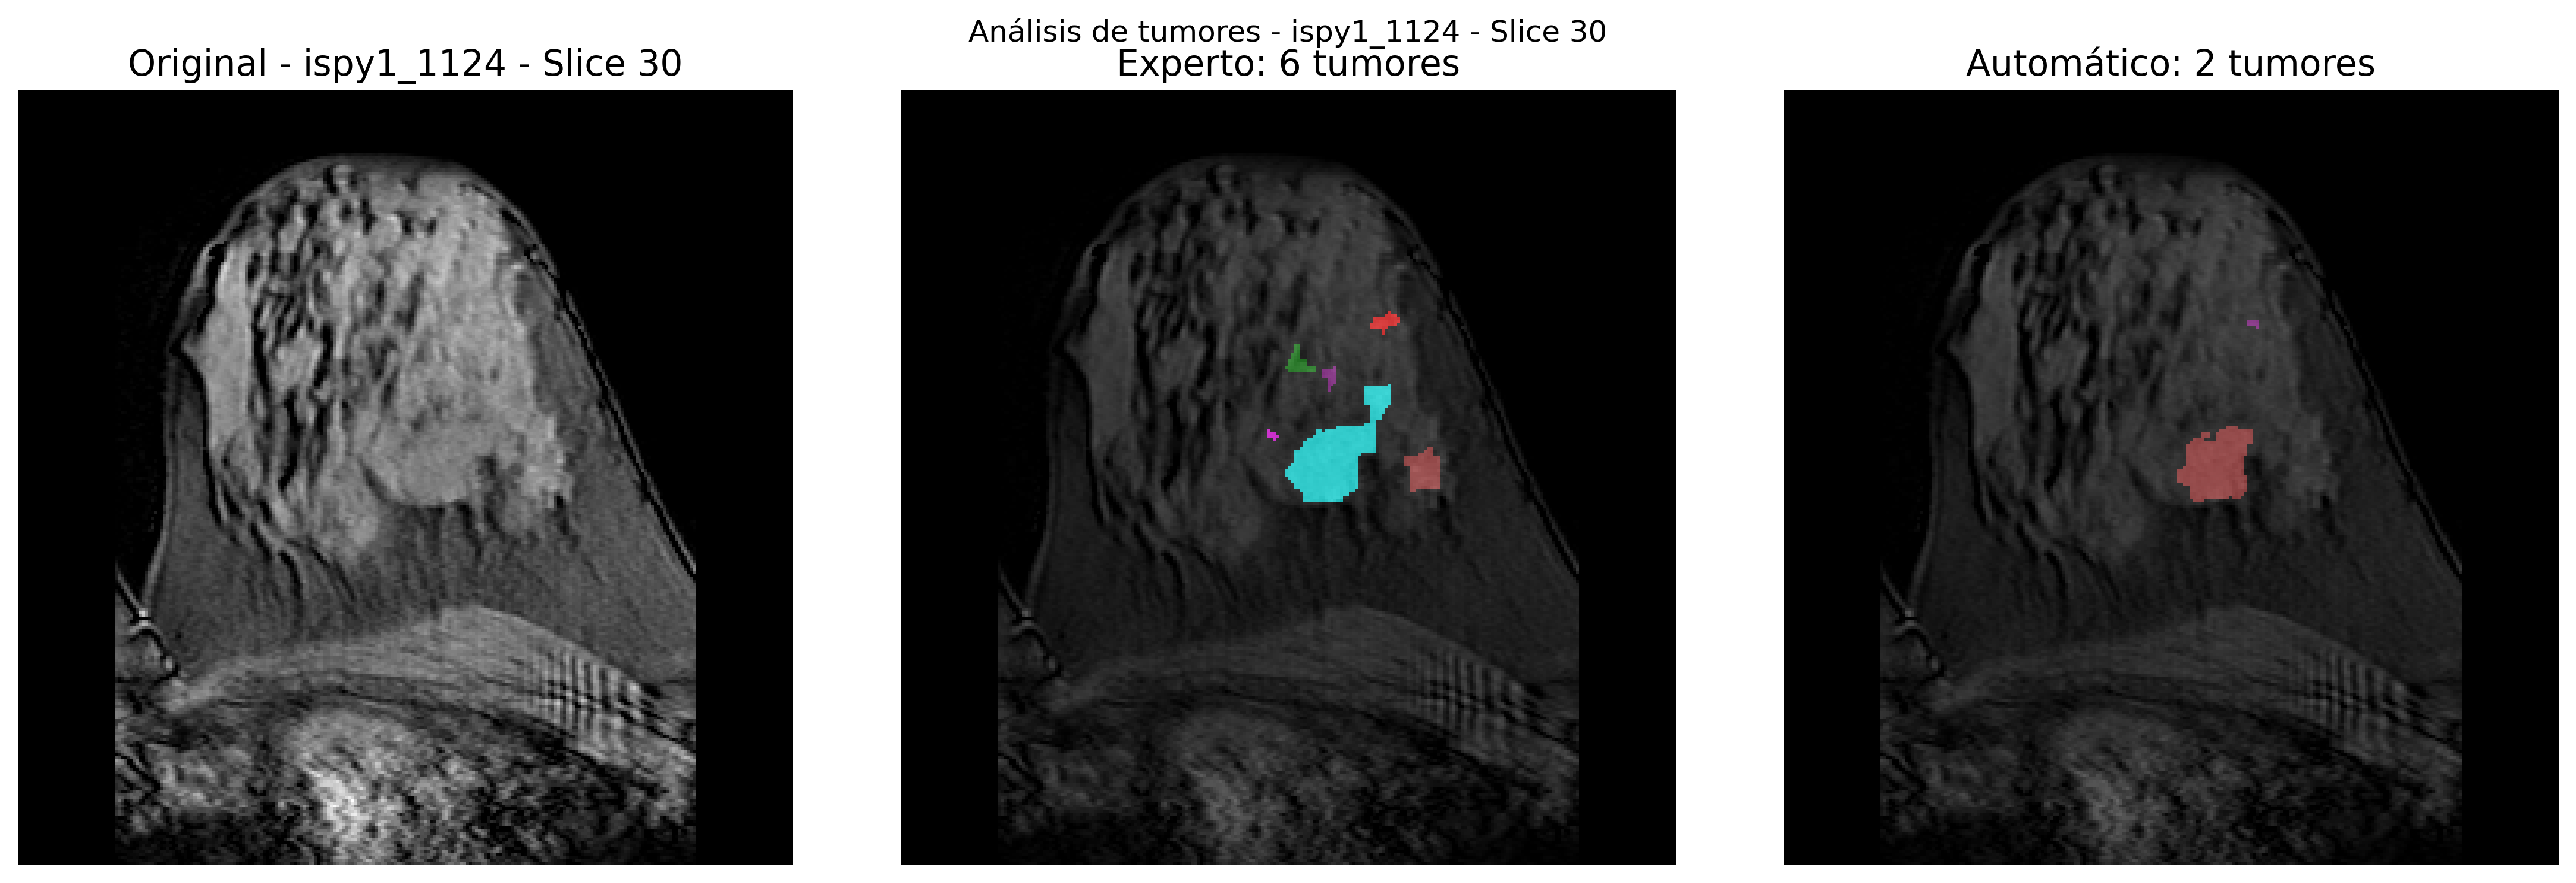 Análisis de tumores - ispy1_1124 - Slice 30
Original - ispy1_1124 - Slice 30
Experto: 6 tumores
Automático: 2 tumores